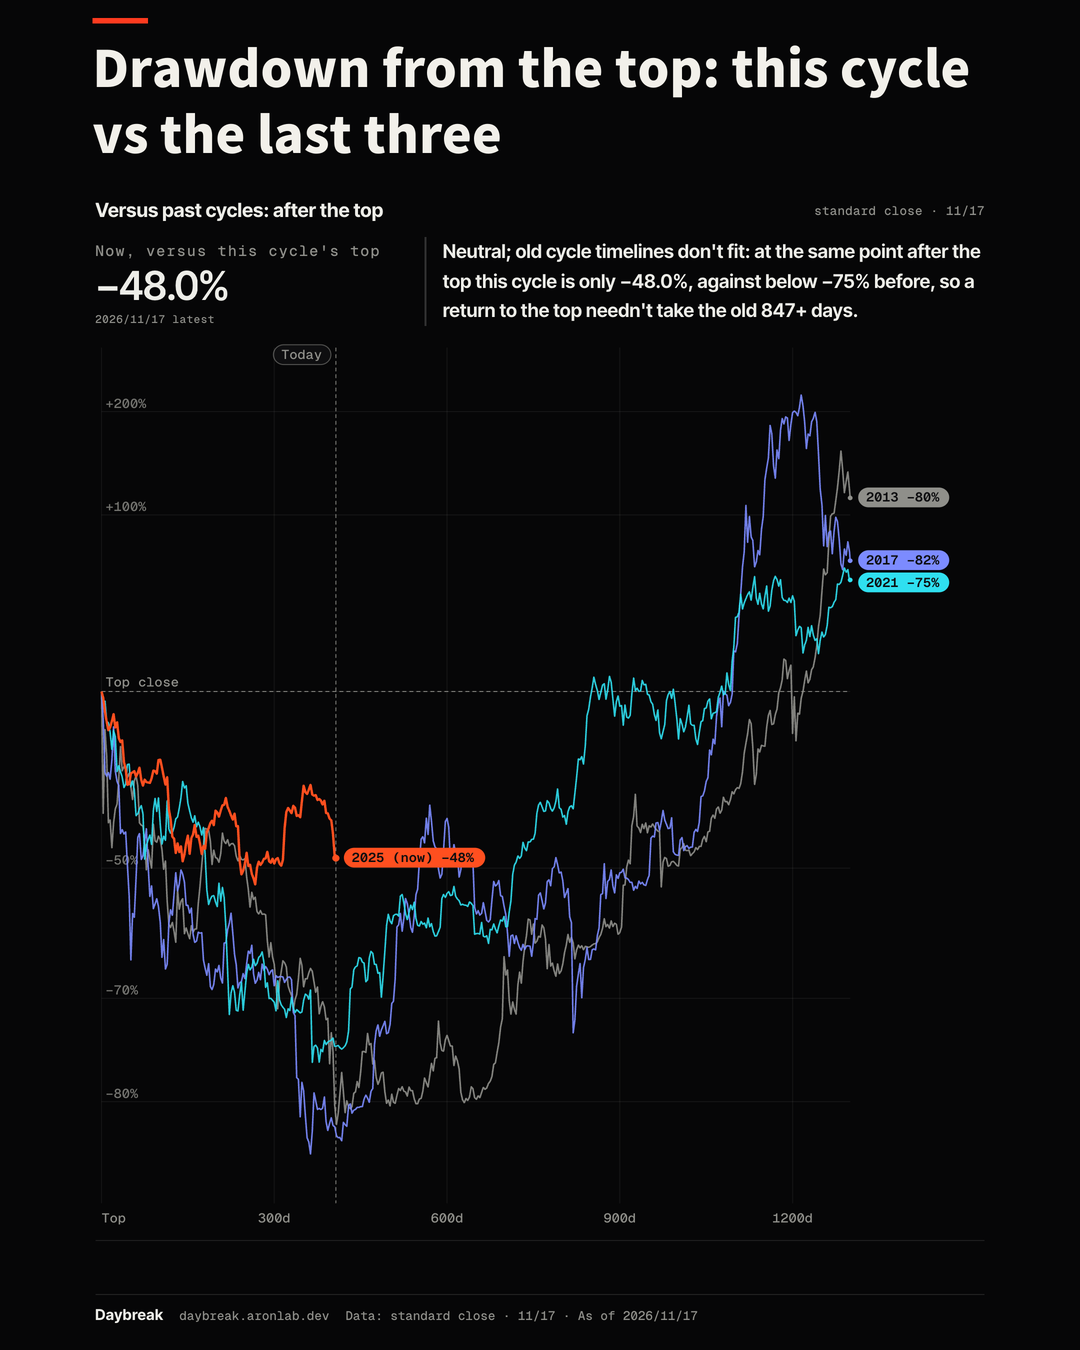 Drawdown from the top: this cycle
vs the last three
Versus past cycles: after the top
standard close · 11/17
Now, versus this cycle's top
−48.0%
2026/11/17 latest
Neutral; old cycle timelines don't fit: at the same point after the
top this cycle is only −48.0%, against below −75% before, so a
return to the top needn't take the old 847+ days.
Today
+200%
+100%
Top close
−50%
−70%
−80%
2013 −80%
2017 −82%
2021 −75%
2025 (now) −48%
Top
300d
600d
900d
1200d
Daybreak
daybreak.aronlab.dev
Data: standard close · 11/17 · As of 2026/11/17